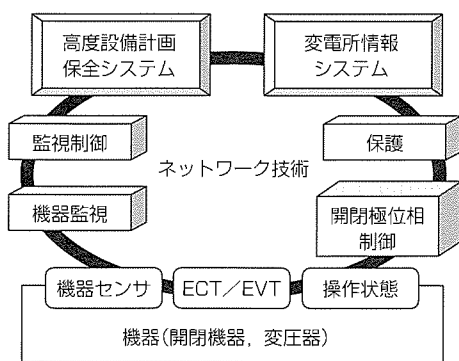 高度設備計画
保全システム
変電所情報
システム
監視制御
保護
ネットワーク技術
機器監視
開閉極位相
制御
機器センサ
ECT／EVT
操作状態
機器(開閉機器，変圧器)